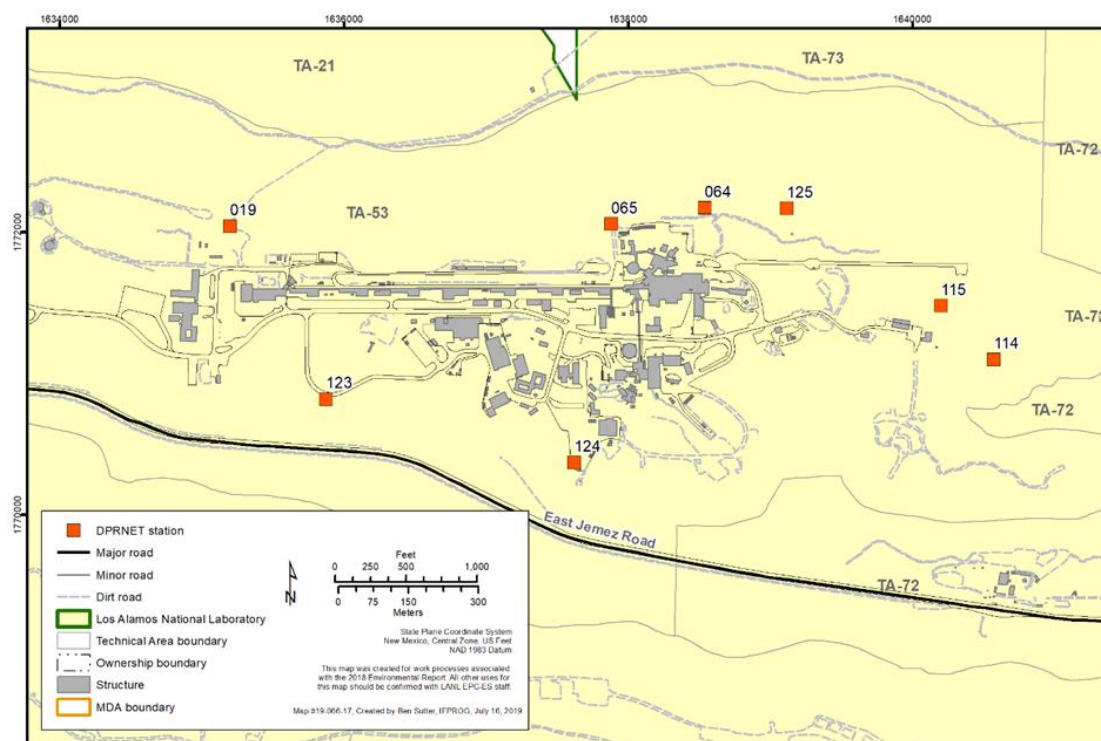 1634000
1636000
1638000
1640000
TA-21
TA-73
TA-72
019
TA-53
065
064
125
1772000
115
TA-72
114
123
TA-72
124
1770000
East Jemez Road
TA-72
DPRNET station
Major road
Minor road
Dirt road
Los Alamos National Laboratory
Technical Area boundary
Ownership boundary
Structure
MDA boundary
Feet
0 250 500 1,000
0 75 150 300
Meters
N
State Plane Coordinate System
New Mexico, Central Zone, US Feet
NAD 1983 Datum
This map was created for work processes associated
with the 2018 Environmental Report. All other uses for
this map should be confirmed with LANL EPC-ES staff.
Map #19-066-17, Created by Ben Sutter, IFPROG, July 16, 2019